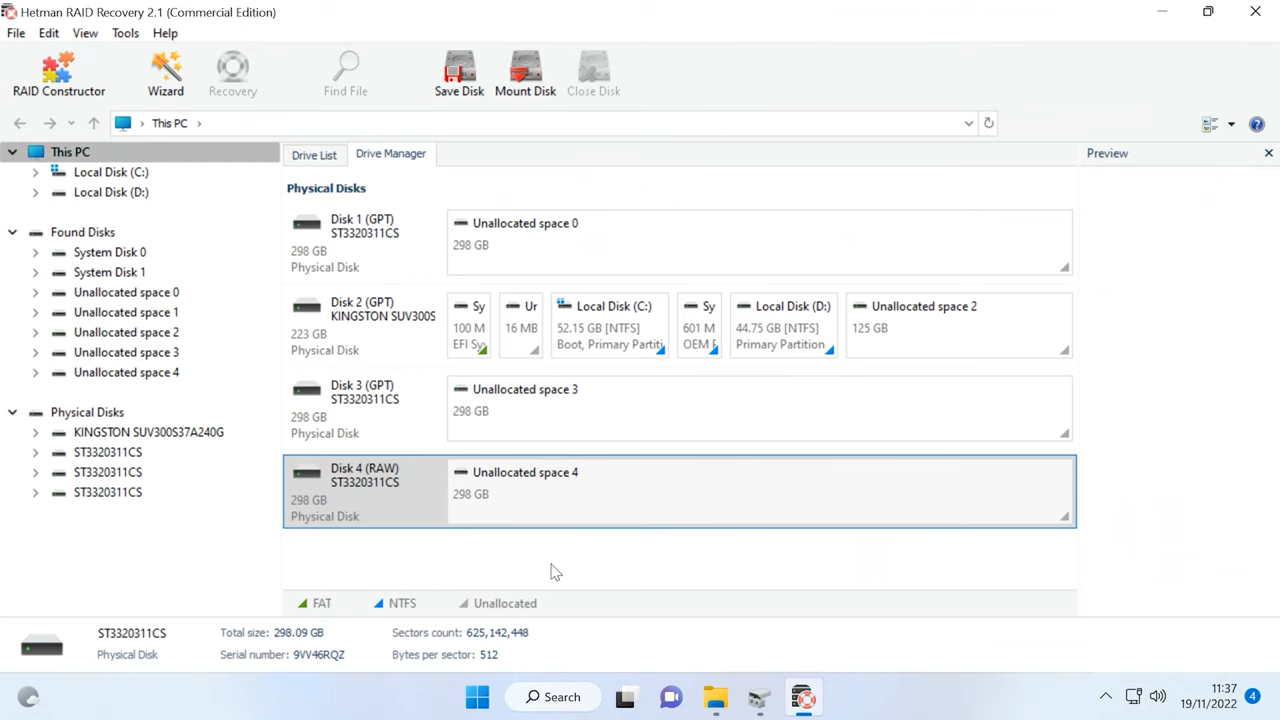 Hetman RAID Recovery 2.1 (Commercial Edition)
File Edit View Tools Help
RAID Constructor Wizard Recovery Find File Save Disk Mount Disk Close Disk
This PC
Drive List Drive Manager Preview
This PC
Local Disk (C:)
Local Disk (D:)
Found Disks
System Disk 0
System Disk 1
Unallocated space 0
Unallocated space 1
Unallocated space 2
Unallocated space 3
Unallocated space 4
Physical Disks
KINGSTON SUV300S37A240G
ST3320311CS
ST3320311CS
ST3320311CS
Physical Disks
Disk 1 (GPT)
ST3320311CS
298 GB
Physical Disk
Unallocated space 0
298 GB
Disk 2 (GPT)
KINGSTON SUV300S
223 GB
Physical Disk
Sy
100 M
EFI Sy
Ur
16 MB
Local Disk (C:)
52.15 GB [NTFS]
Boot, Primary Partiti
Sy
601 M
OEM F
Local Disk (D:)
44.75 GB [NTFS]
Primary Partition
Unallocated space 2
125 GB
Disk 3 (GPT)
ST3320311CS
298 GB
Physical Disk
Unallocated space 3
298 GB
Disk 4 (RAW)
ST3320311CS
298 GB
Physical Disk
Unallocated space 4
298 GB
FAT NTFS Unallocated
ST3320311CS
Physical Disk
Total size: 298.09 GB
Serial number: 9VV46RQZ
Sectors count: 625,142,448
Bytes per sector: 512
Search
11:37
19/11/2022
4